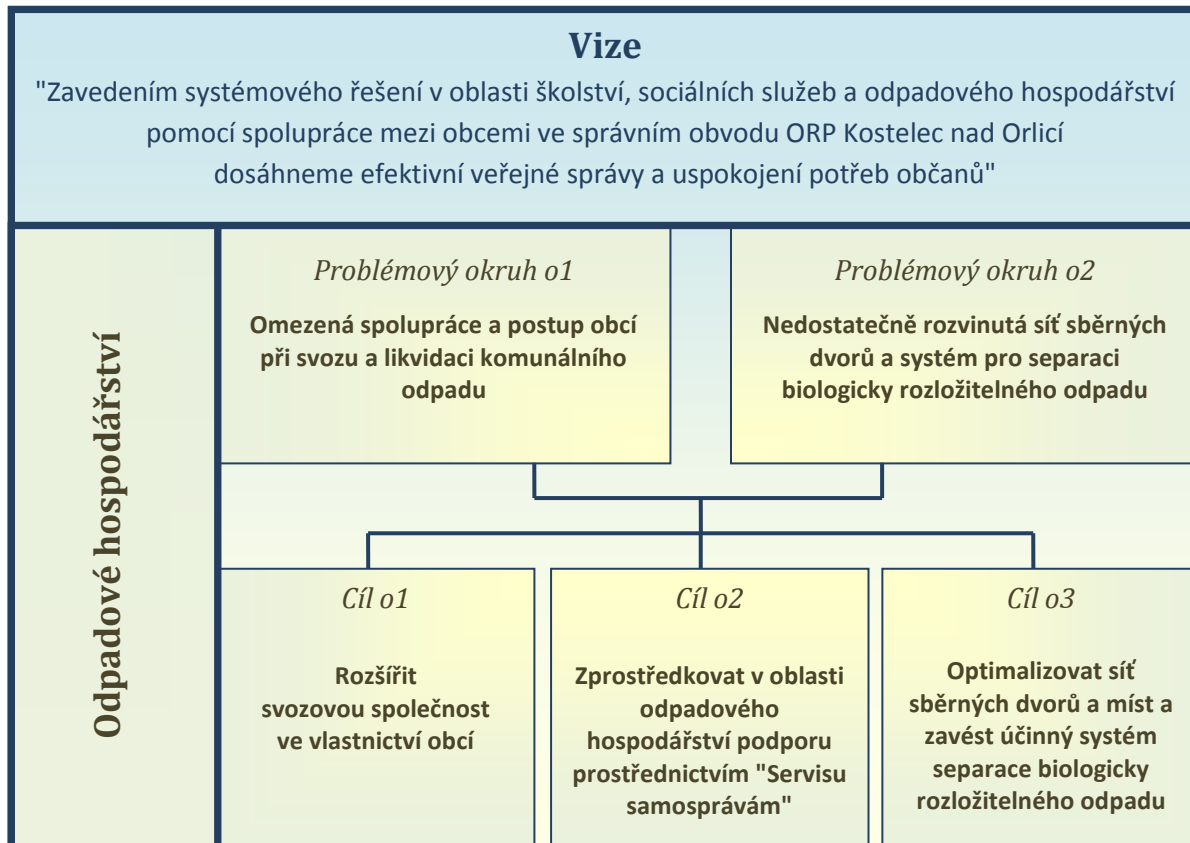 Vize
"Zavedením systémového řešení v oblasti školství, sociálních služeb a odpadového hospodářství
pomocí spolupráce mezi obcemi ve správním obvodu ORP Kostelec nad Orlicí
dosáhneme efektivní veřejné správy a uspokojení potřeb občanů"
Odpadové hospodářství
Problémový okruh o1
Omezená spolupráce a postup obcí
při svozu a likvidaci komunálního
odpadu
Problémový okruh o2
Nedostatečně rozvinutá síť sběrných
dvorů a systém pro separaci
biologicky rozložitelného odpadu
Cíl o1
Rozšířit
svozovou společnost
ve vlastnictví obcí
Cíl o2
Zprostředkovat v oblasti
odpadového
hospodářství podporu
prostřednictvím "Servisu
samosprávám"
Cíl o3
Optimalizovat síť
sběrných dvorů a míst a
zavést účinný systém
separace biologicky
rozložitelného odpadu